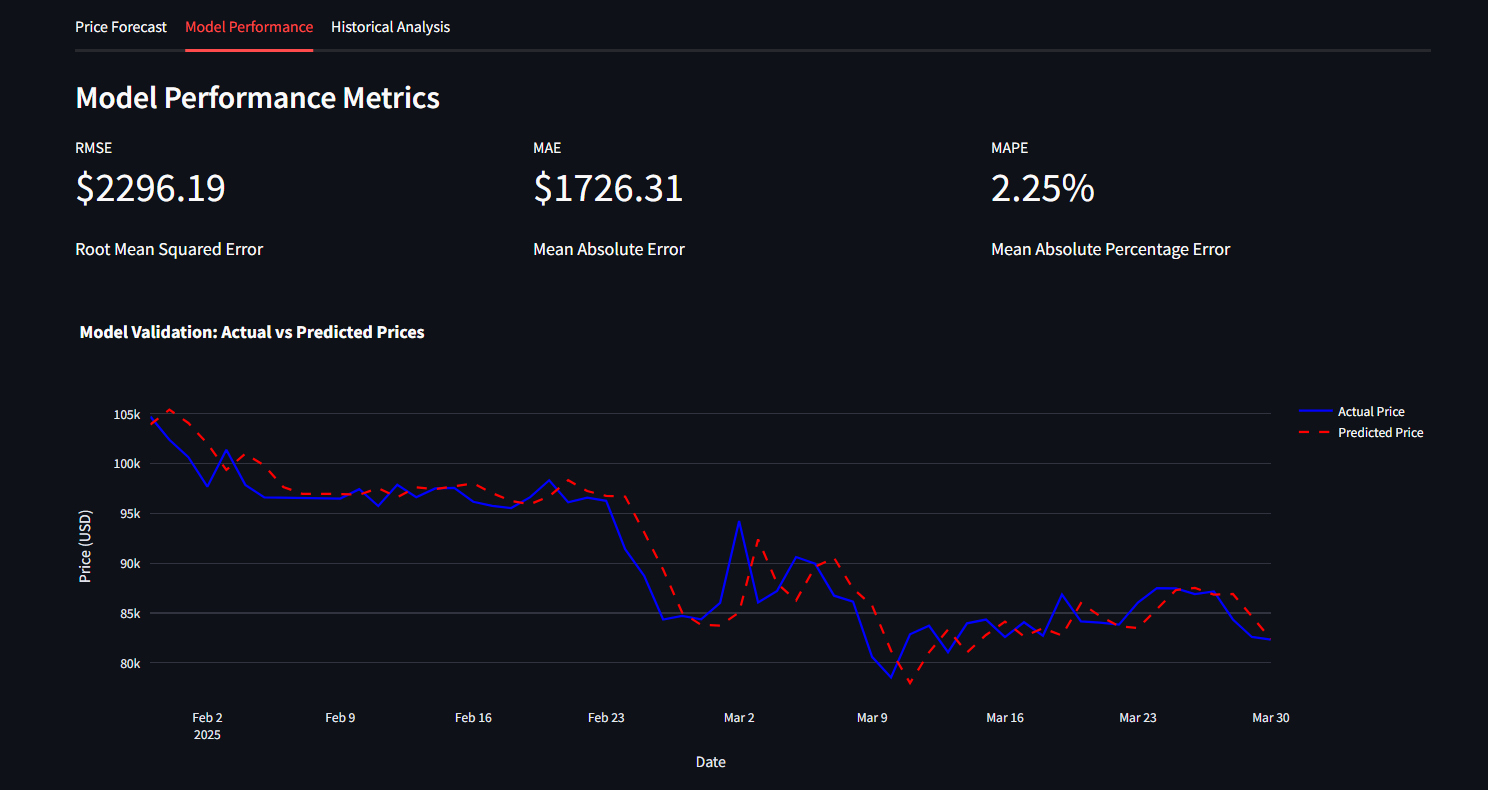 Price Forecast Model Performance Historical Analysis
Model Performance Metrics
RMSE MAE MAPE
$2296.19 $1726.31 2.25%
Root Mean Squared Error Mean Absolute Error Mean Absolute Percentage Error
Model Validation: Actual vs Predicted Prices
Actual Price
Predicted Price
105k
100k
95k
90k
85k
80k
Price (USD)
Feb 2 Feb 9 Feb 16 Feb 23 Mar 2 Mar 9 Mar 16 Mar 23 Mar 30
2025
Date